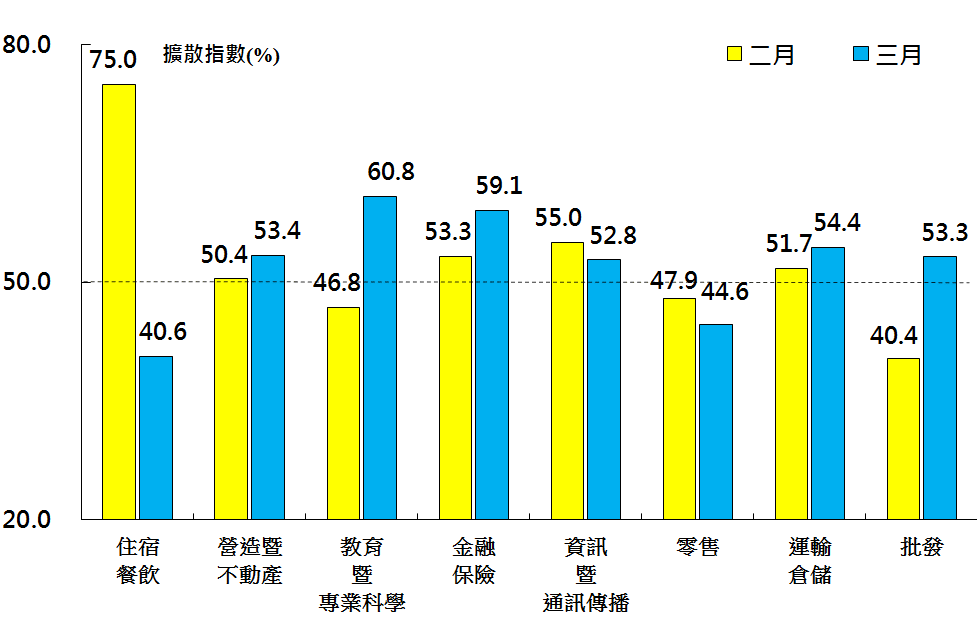 擴散指數(%)
二月
三月
80.0
50.0
20.0
75.0
40.6
50.4
53.4
46.8
60.8
53.3
59.1
55.0
52.8
47.9
44.6
51.7
54.4
40.4
53.3
住宿
餐飲
營造暨
不動產
教育
暨
專業科學
金融
保險
資訊
暨
通訊傳播
零售
運輸
倉儲
批發